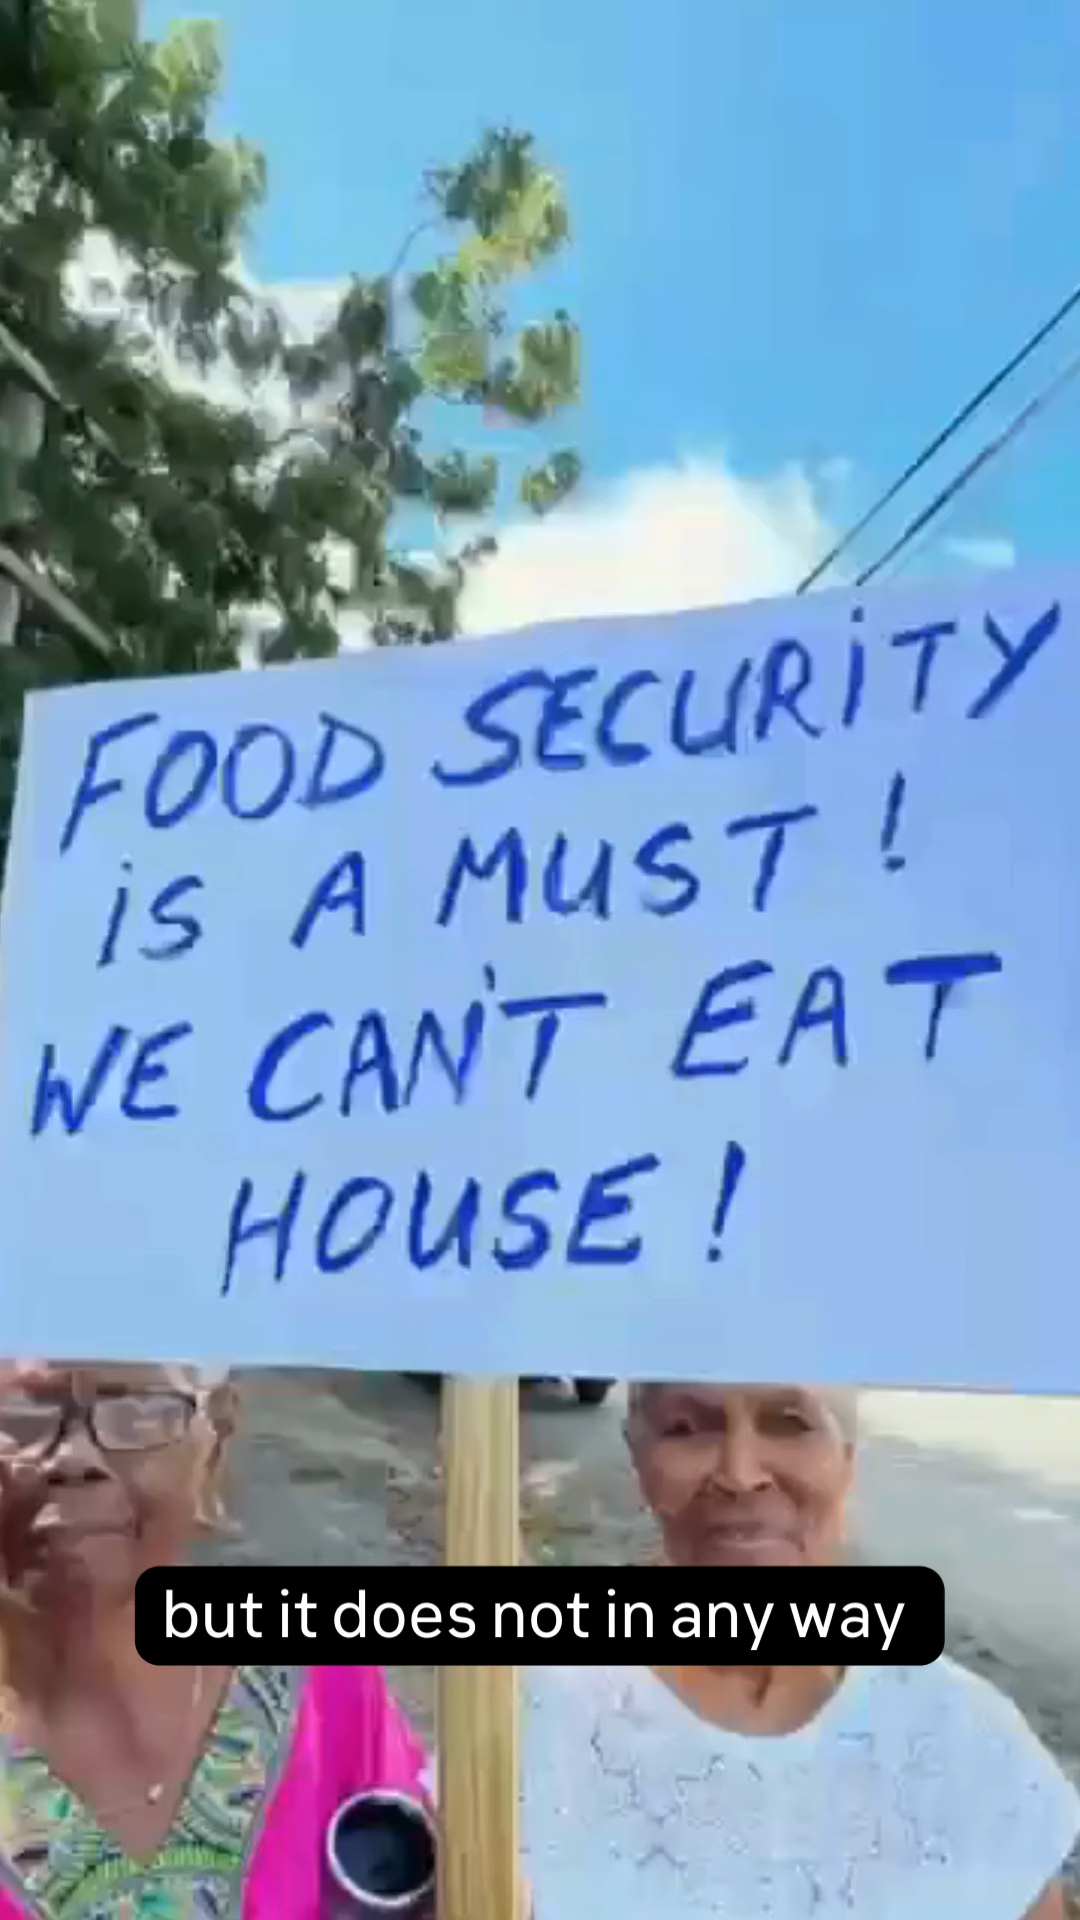 FOOD SECURITY
iS A MUST!
WE CAN'T EAT
HOUSE!
but it does not in any way